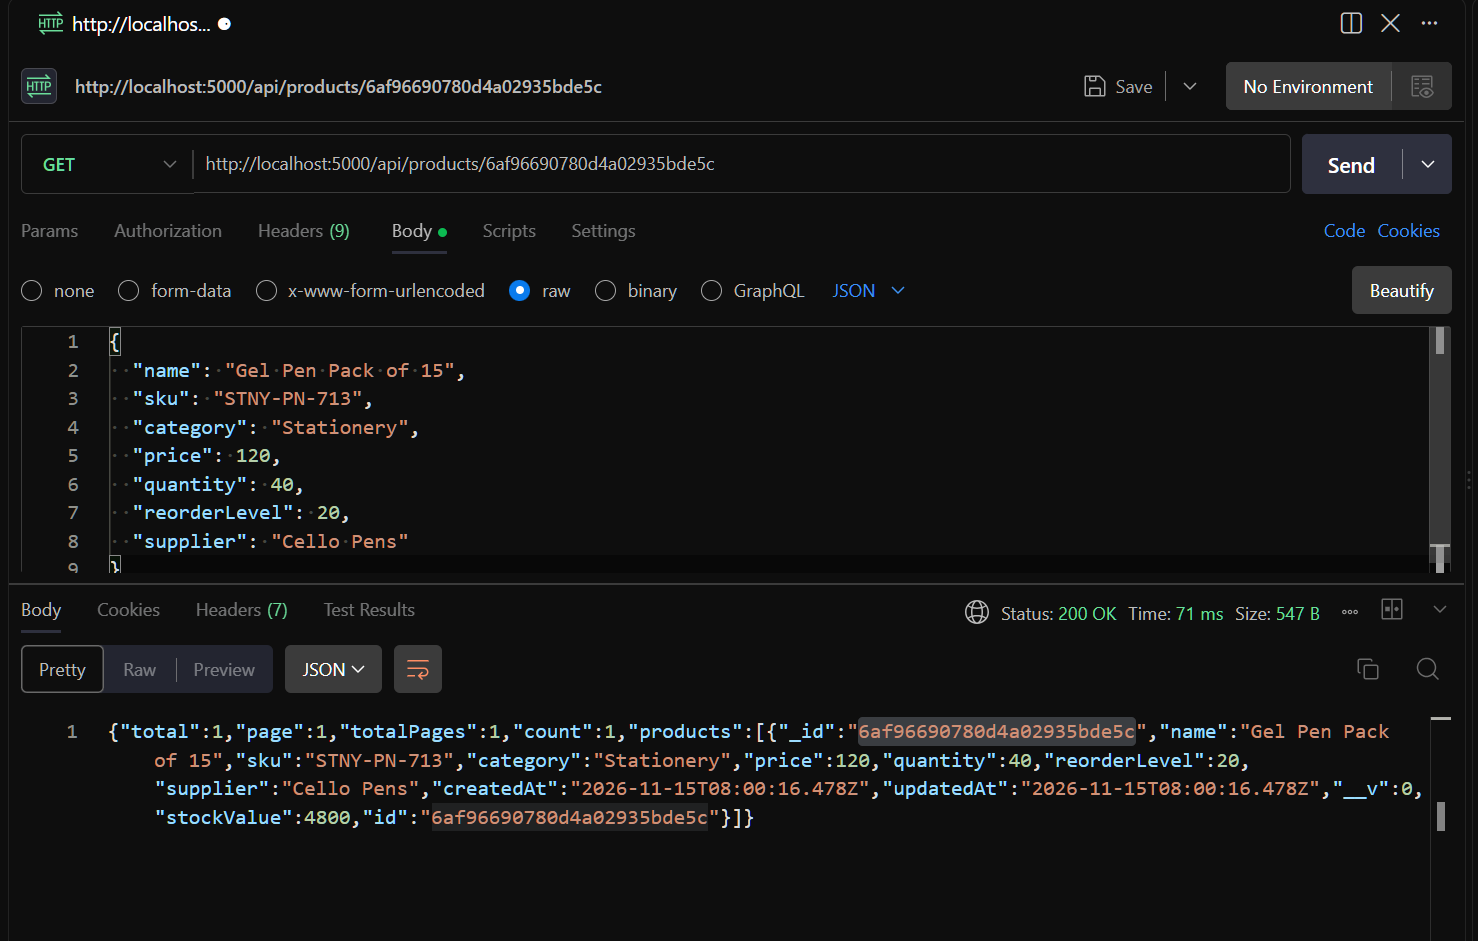 HTTP http://localhos...
HTTP http://localhost:5000/api/products/6af96690780d4a02935bde5c Save No Environment
GET http://localhost:5000/api/products/6af96690780d4a02935bde5c Send
Params Authorization Headers (9) Body Scripts Settings Code Cookies
none form-data x-www-form-urlencoded raw binary GraphQL JSON Beautify
1 {
2 "name": "Gel Pen Pack of 15",
3 "sku": "STNY-PN-713",
4 "category": "Stationery",
5 "price": 120,
6 "quantity": 40,
7 "reorderLevel": 20,
8 "supplier": "Cello Pens"
9 }
Body Cookies Headers (7) Test Results Status: 200 OK Time: 71 ms Size: 547 B
Pretty Raw Preview JSON
1 {"total":1,"page":1,"totalPages":1,"count":1,"products":[{"_id":"6af96690780d4a02935bde5c","name":"Gel Pen Pack
of 15","sku":"STNY-PN-713","category":"Stationery","price":120,"quantity":40,"reorderLevel":20,
"supplier":"Cello Pens","createdAt":"2026-11-15T08:00:16.478Z","updatedAt":"2026-11-15T08:00:16.478Z","__v":0,
"stockValue":4800,"id":"6af96690780d4a02935bde5c"}]}